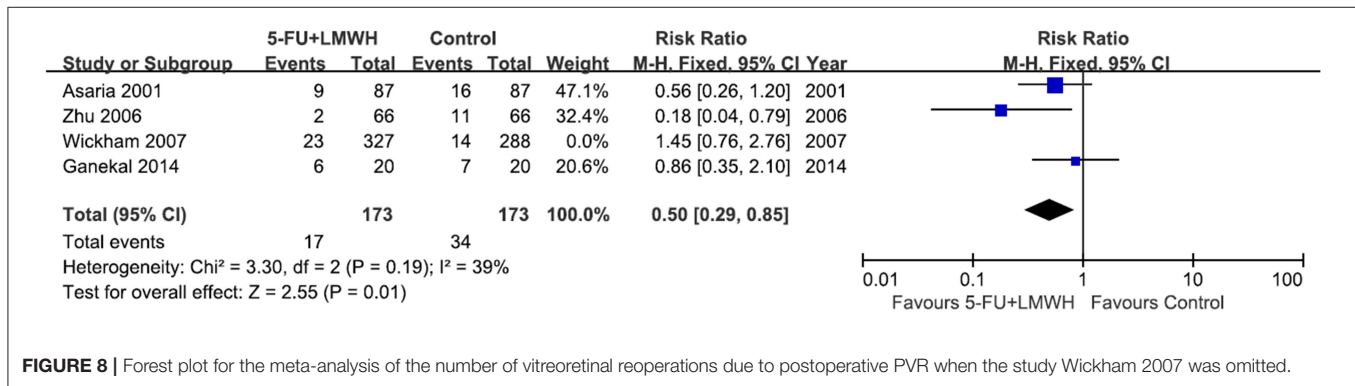 5-FU+LMWH Control Risk Ratio Risk Ratio
Study or Subgroup Events Total Events Total Weight M-H. Fixed. 95% CI Year M-H. Fixed. 95% CI
Asaria 2001 9 87 16 87 47.1% 0.56 [0.26, 1.20] 2001
Zhu 2006 2 66 11 66 32.4% 0.18 [0.04, 0.79] 2006
Wickham 2007 23 327 14 288 0.0% 1.45 [0.76, 2.76] 2007
Ganekal 2014 6 20 7 20 20.6% 0.86 [0.35, 2.10] 2014
Total (95% CI) 173 173 100.0% 0.50 [0.29, 0.85]
Total events 17 34
Heterogeneity: Chi² = 3.30, df = 2 (P = 0.19); I² = 39%
Test for overall effect: Z = 2.55 (P = 0.01)
0.01 0.1 1 10 100
Favours 5-FU+LMWH Favours Control
FIGURE 8 | Forest plot for the meta-analysis of the number of vitreoretinal reoperations due to postoperative PVR when the study Wickham 2007 was omitted.